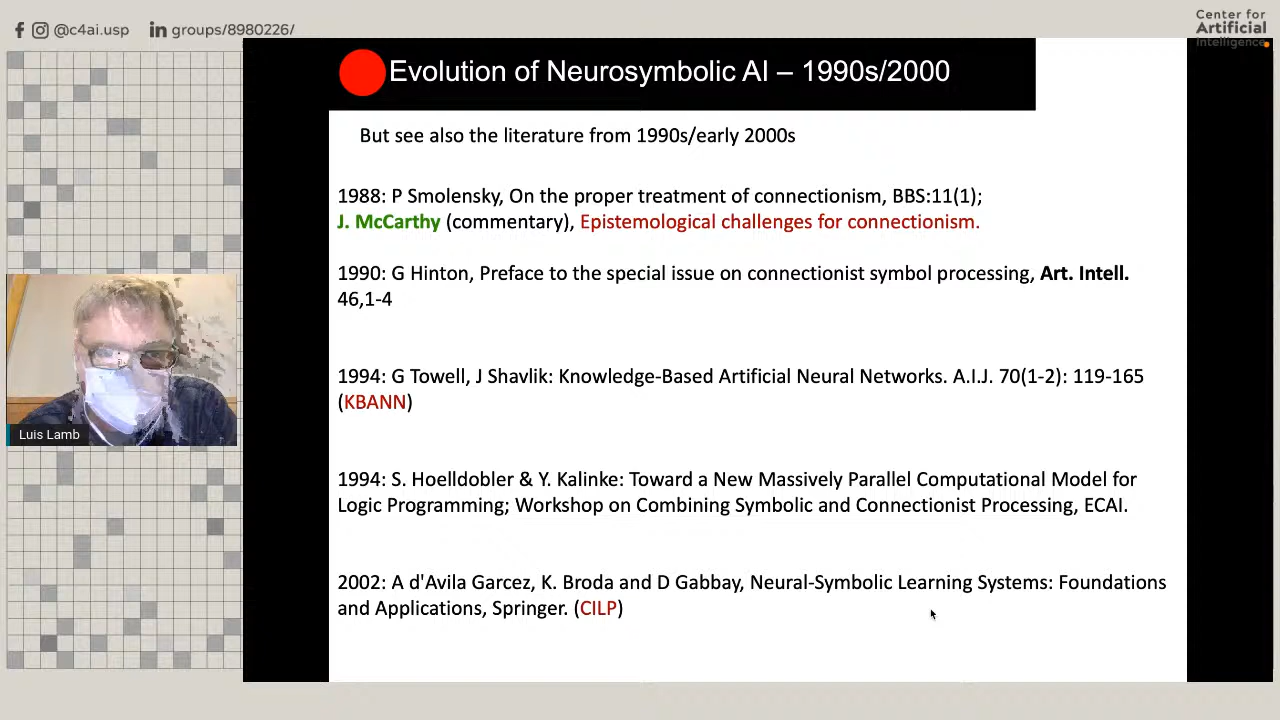 @c4ai.usp groups/8980226/
Center for
Artificial
Intelligence
Evolution of Neurosymbolic AI – 1990s/2000
But see also the literature from 1990s/early 2000s
1988: P Smolensky, On the proper treatment of connectionism, BBS:11(1);
J. McCarthy (commentary), Epistemological challenges for connectionism.
1990: G Hinton, Preface to the special issue on connectionist symbol processing, Art. Intell.
46,1-4
1994: G Towell, J Shavlik: Knowledge-Based Artificial Neural Networks. A.I.J. 70(1-2): 119-165
(KBANN)
1994: S. Hoelldobler & Y. Kalinke: Toward a New Massively Parallel Computational Model for
Logic Programming; Workshop on Combining Symbolic and Connectionist Processing, ECAI.
2002: A d'Avila Garcez, K. Broda and D Gabbay, Neural-Symbolic Learning Systems: Foundations
and Applications, Springer. (CILP)
Luis Lamb